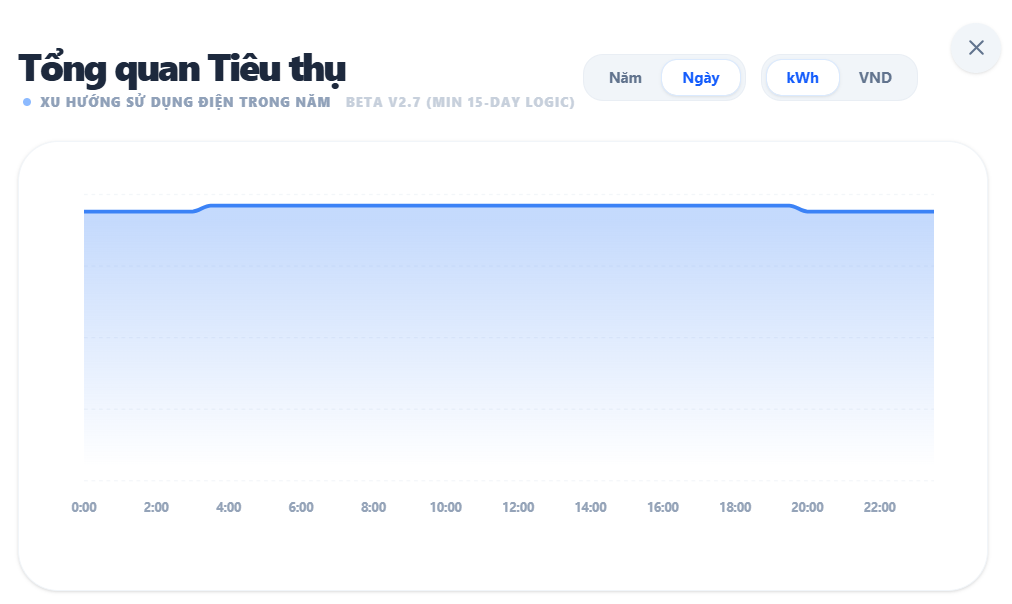 Tổng quan Tiêu thụ
XU HƯỚNG SỬ DỤNG ĐIỆN TRONG NĂM BETA V2.7 (MIN 15-DAY LOGIC)
Năm Ngày kWh VND
0:00 2:00 4:00 6:00 8:00 10:00 12:00 14:00 16:00 18:00 20:00 22:00